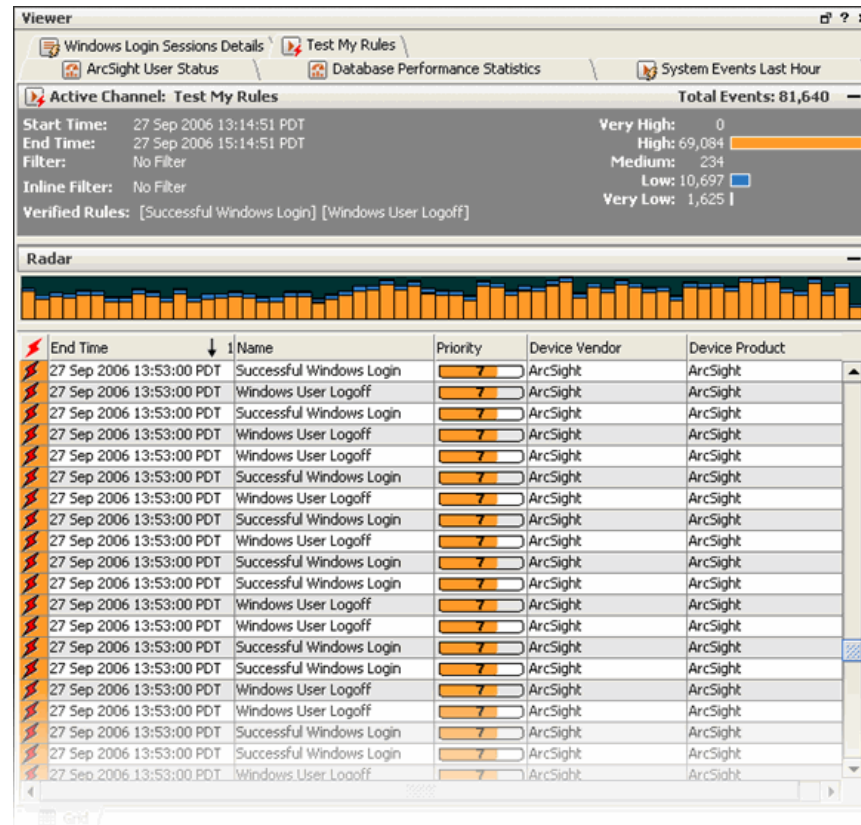 Viewer
Windows Login Sessions Details Test My Rules
ArcSight User Status Database Performance Statistics System Events Last Hour
Active Channel: Test My Rules Total Events: 81,640
Start Time: 27 Sep 2006 13:14:51 PDT Very High: 0
End Time: 27 Sep 2006 15:14:51 PDT High: 69,084
Filter: No Filter Medium: 234
Low: 10,697
Inline Filter: No Filter
Very Low: 1,625
Verified Rules: [Successful Windows Login] [Windows User Logoff]
Radar
End Time 1 Name Priority Device Vendor Device Product
27 Sep 2006 13:53:00 PDT Successful Windows Login 7 ArcSight ArcSight
27 Sep 2006 13:53:00 PDT Windows User Logoff 7 ArcSight ArcSight
27 Sep 2006 13:53:00 PDT Successful Windows Login 7 ArcSight ArcSight
27 Sep 2006 13:53:00 PDT Windows User Logoff 7 ArcSight ArcSight
27 Sep 2006 13:53:00 PDT Windows User Logoff 7 ArcSight ArcSight
27 Sep 2006 13:53:00 PDT Successful Windows Login 7 ArcSight ArcSight
27 Sep 2006 13:53:00 PDT Windows User Logoff 7 ArcSight ArcSight
27 Sep 2006 13:53:00 PDT Successful Windows Login 7 ArcSight ArcSight
27 Sep 2006 13:53:00 PDT Windows User Logoff 7 ArcSight ArcSight
27 Sep 2006 13:53:00 PDT Successful Windows Login 7 ArcSight ArcSight
27 Sep 2006 13:53:00 PDT Successful Windows Login 7 ArcSight ArcSight
27 Sep 2006 13:53:00 PDT Windows User Logoff 7 ArcSight ArcSight
27 Sep 2006 13:53:00 PDT Windows User Logoff 7 ArcSight ArcSight
27 Sep 2006 13:53:00 PDT Successful Windows Login 7 ArcSight ArcSight
27 Sep 2006 13:53:00 PDT Successful Windows Login 7 ArcSight ArcSight
27 Sep 2006 13:53:00 PDT Windows User Logoff 7 ArcSight ArcSight
27 Sep 2006 13:53:00 PDT Windows User Logoff 7 ArcSight ArcSight
27 Sep 2006 13:53:00 PDT Successful Windows Login 7 ArcSight ArcSight
27 Sep 2006 13:53:00 PDT Successful Windows Login 7 ArcSight ArcSight
27 Sep 2006 13:53:00 PDT Windows User Logoff 7 ArcSight ArcSight
Grid